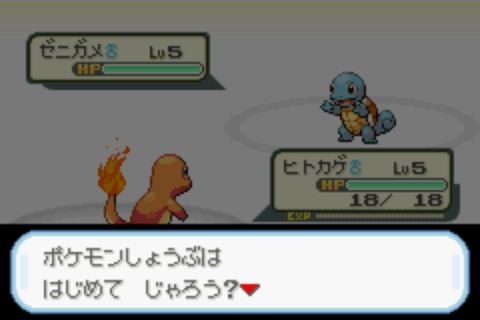 ゼニガメ♂ Lv5
HP
ヒトカゲ♂ Lv5
HP
18/ 18
EXP
ポケモンしょうぶは
はじめて じゃろう?